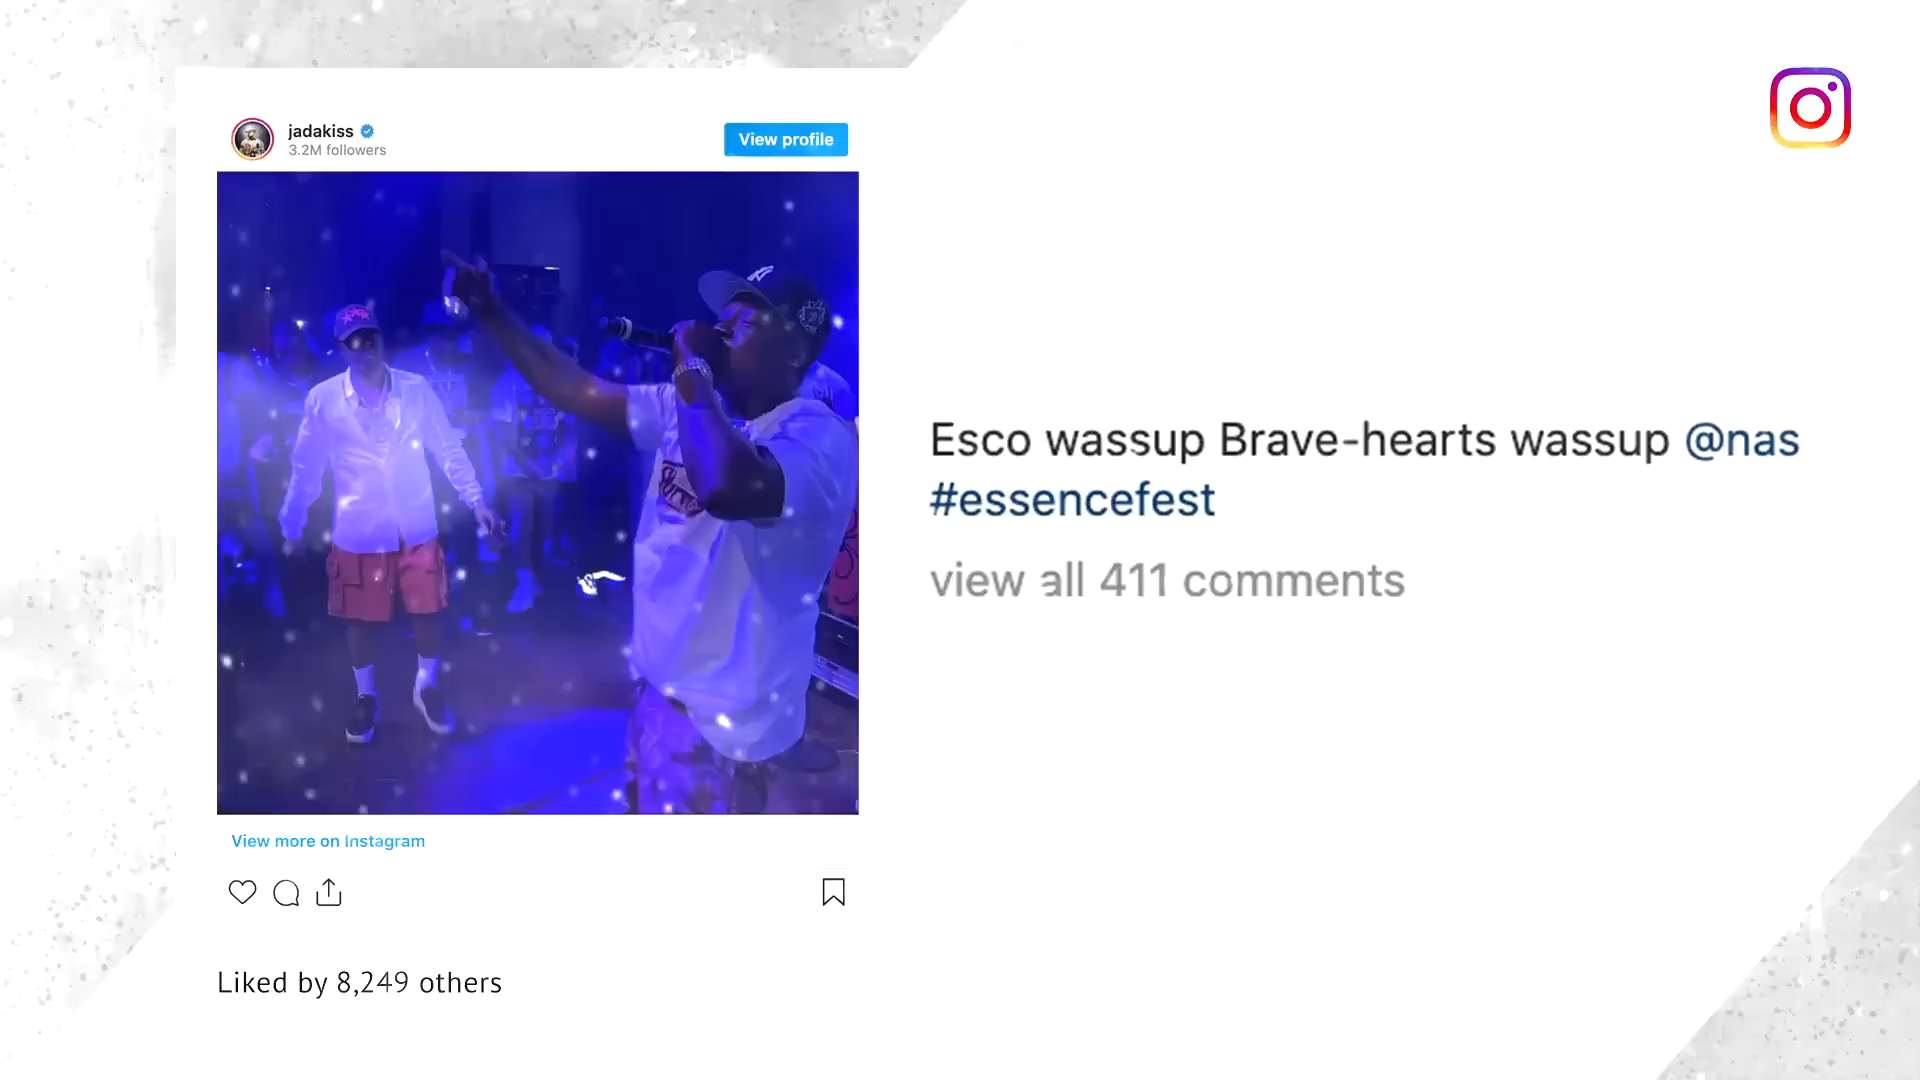 jadakiss
3.2M followers
View profile
View more on Instagram
Liked by 8,249 others
Esco wassup Brave-hearts wassup @nas
#essencefest
view all 411 comments